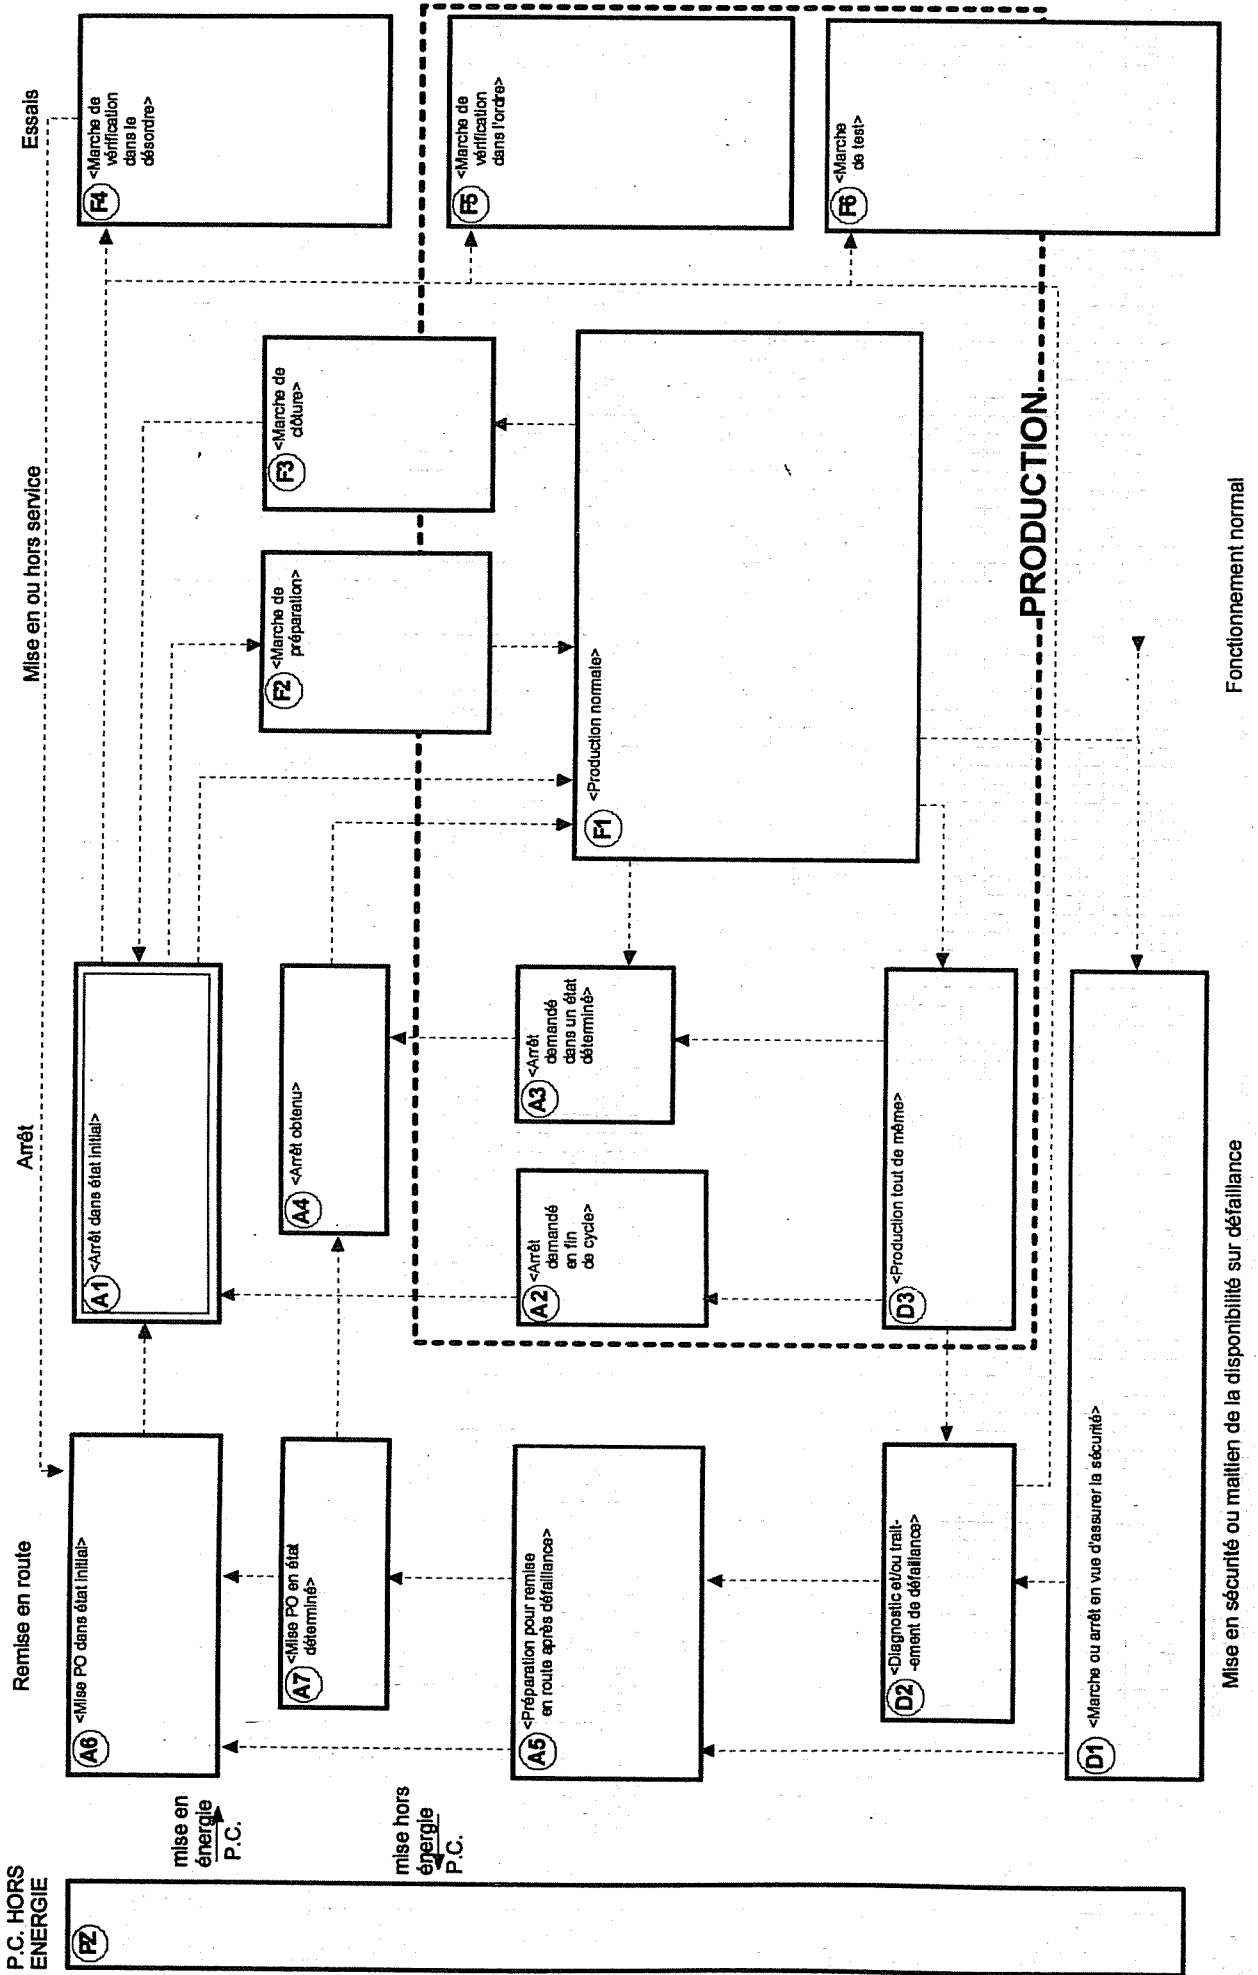 P.C. HORS
ENERGIE
Remise en route
Arrêt
Mise en ou hors service
Essais
PZ
mise en
énergie
P.C.
mise hors
énergie
P.C.
A6 <Mise PO dans état initial>
A1 <Arrêt dans état initial>
F4 <Marche de
vérification
dans le
désordre>
A7 <Mise PO en état
déterminé>
A4 <Arrêt obtenu>
F2 <Marche de
préparation>
F3 <Marche de
clôture>
F5 <Marche de
vérification
dans l'ordre>
A5 <Préparation pour remise
en route après défaillance>
A2 <Arrêt
demandé
en fin
de cycle>
A3 <Arrêt
demandé
dans un état
déterminé>
F1 <Production normale>
F6 <Marche
de test>
D2 <Diagnostic et/ou trait-
-ement de défaillance>
D3 <Production tout de même>
PRODUCTION
D1 <Marche ou arrêt en vue d'assurer la sécurité>
Mise en sécurité ou maitien de la disponibilité sur défaillance
Fonctionnement normal